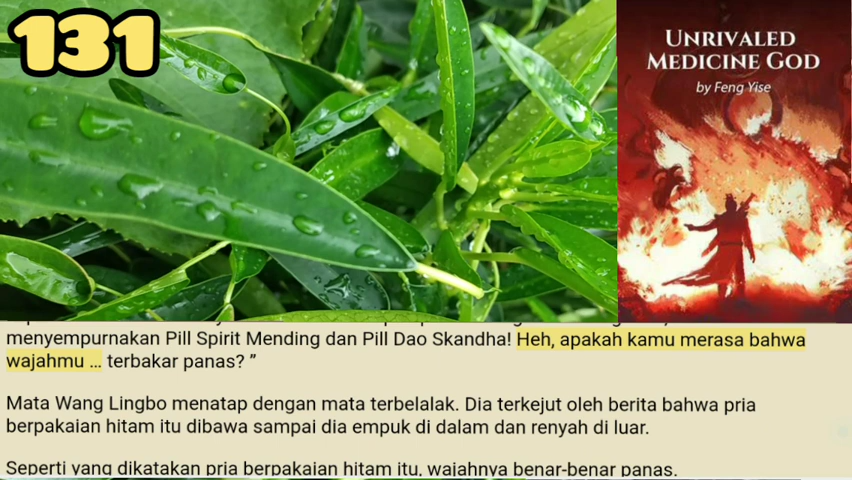 131
UNRIVALED
MEDICINE GOD
by Feng Yise
menyempurnakan Pill Spirit Mending dan Pill Dao Skandha! Heh, apakah kamu merasa bahwa
wajahmu ... terbakar panas? ”
Mata Wang Lingbo menatap dengan mata terbelalak. Dia terkejut oleh berita bahwa pria
berpakaian hitam itu dibawa sampai dia empuk di dalam dan renyah di luar.
Seperti yang dikatakan pria berpakaian hitam itu, wajahnya benar-benar panas.